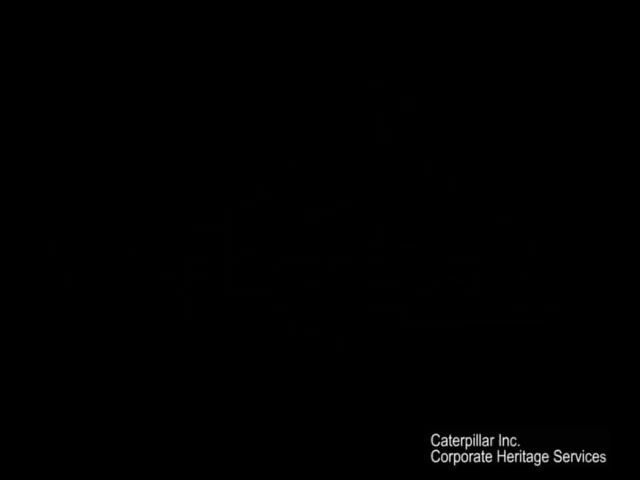 Caterpillar Inc.
Corporate Heritage Services